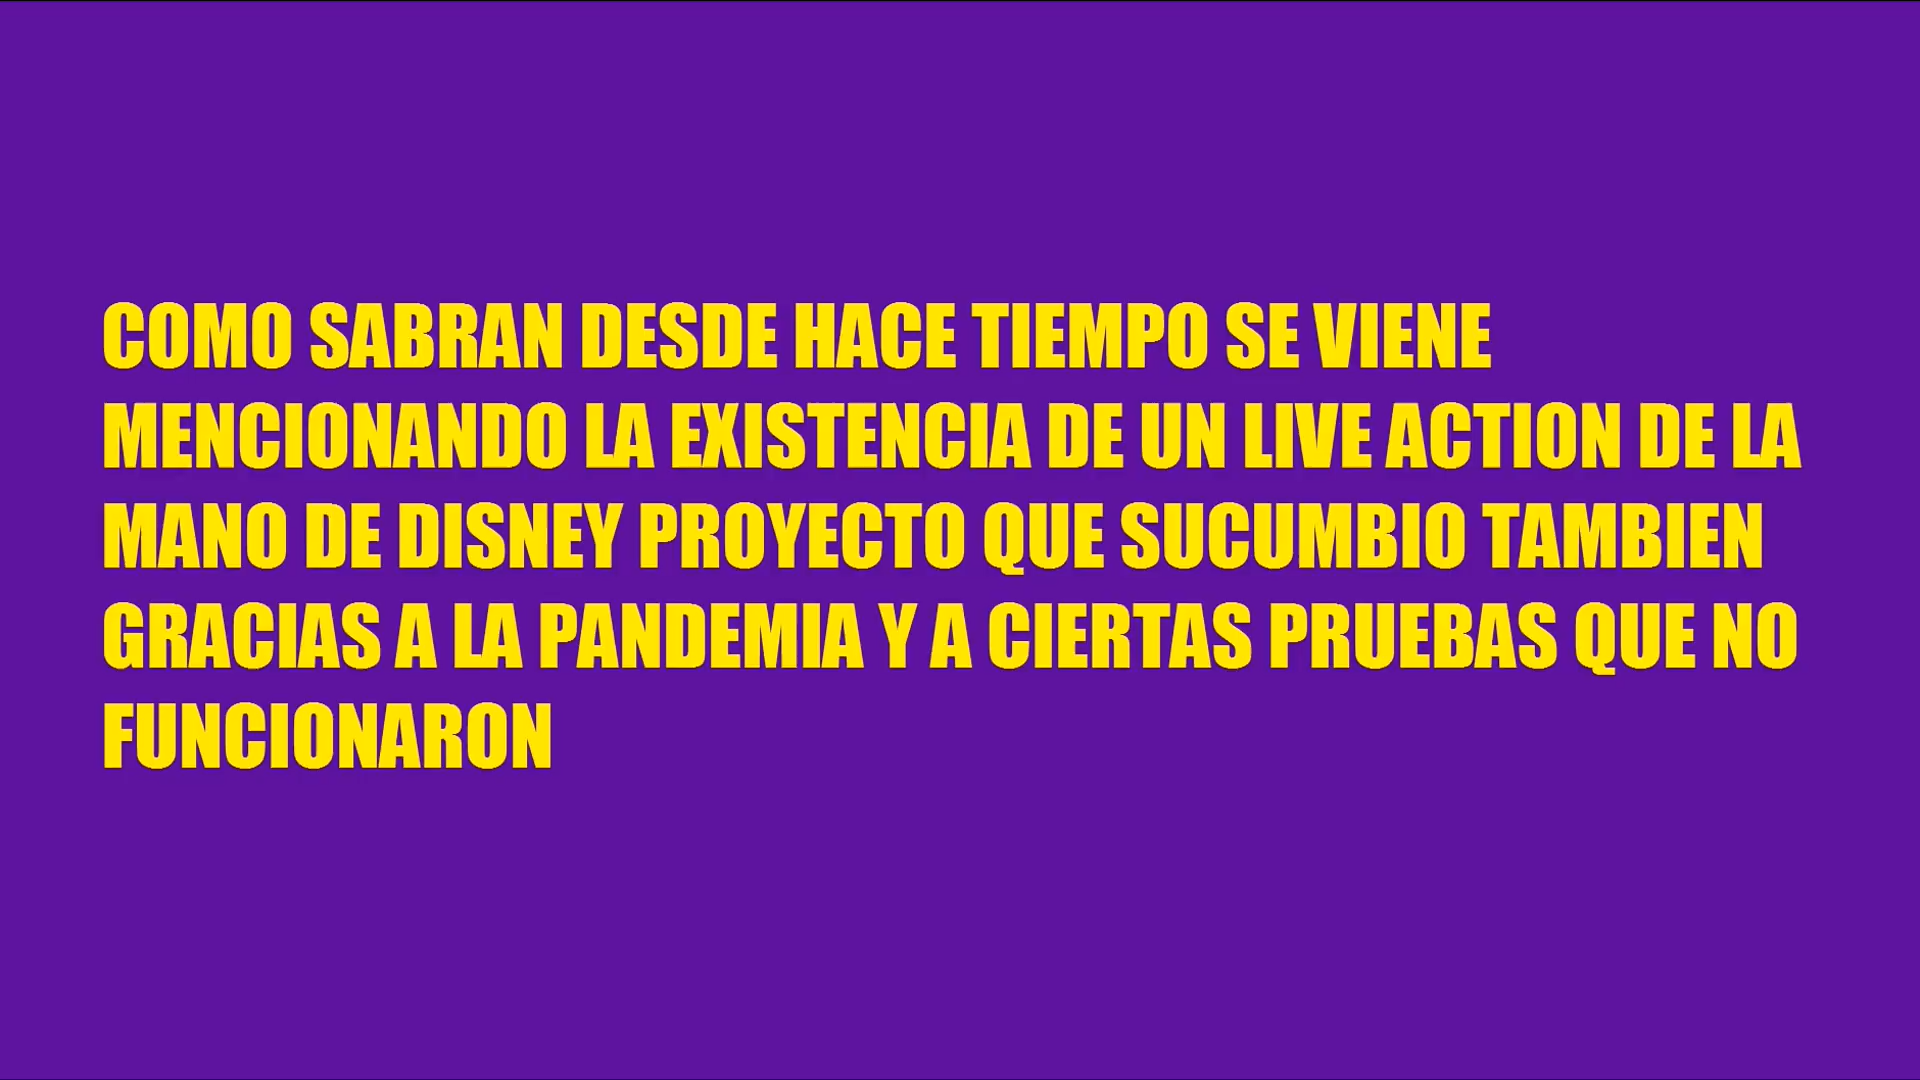 COMO SABRAN DESDE HACE TIEMPO SE VIENE
MENCIONANDO LA EXISTENCIA DE UN LIVE ACTION DE LA
MANO DE DISNEY PROYECTO QUE SUCUMBIO TAMBIEN
GRACIAS A LA PANDEMIA Y A CIERTAS PRUEBAS QUE NO
FUNCIONARON